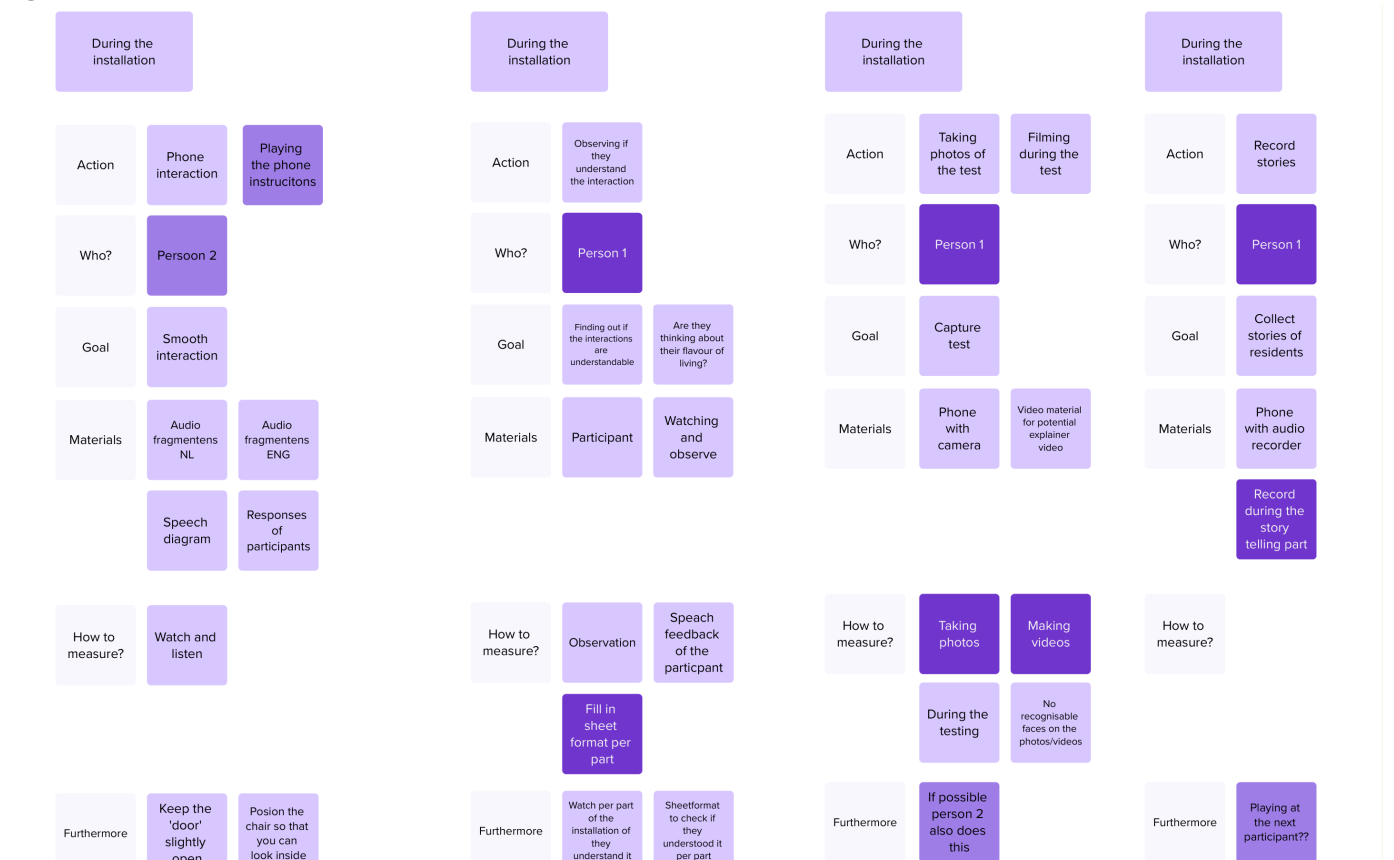 During the
installation
Action
Phone
interaction
Playing
the phone
instrucitons
Who?
Persoon 2
Goal
Smooth
interaction
Materials
Audio
fragmentens
NL
Audio
fragmentens
ENG
Speech
diagram
Responses
of
participants
How to
measure?
Watch and
listen
Furthermore
Keep the
'door'
slightly
open
Posion the
chair so that
you can
look inside
During the
installation
Action
Observing if
they
understand
the interaction
Who?
Person 1
Goal
Finding out if
the interactions
are
understandable
Are they
thinking about
their flavour of
living?
Materials
Participant
Watching
and
observe
How to
measure?
Observation
Speach
feedback
of the
particpant
Fill in
sheet
format per
part
Furthermore
Watch per part
of the
installation of
they
understand it
Sheetformat
to check if
they
understood it
per part
During the
installation
Action
Taking
photos of
the test
Filming
during the
test
Who?
Person 1
Goal
Capture
test
Materials
Phone
with
camera
Video material
for potential
explainer
video
How to
measure?
Taking
photos
Making
videos
During the
testing
No
recognisable
faces on the
photos/videos
Furthermore
If possible
person 2
also does
this
During the
installation
Action
Record
stories
Who?
Person 1
Goal
Collect
stories of
residents
Materials
Phone
with audio
recorder
Record
during the
story
telling part
How to
measure?
Furthermore
Playing at
the next
participant??